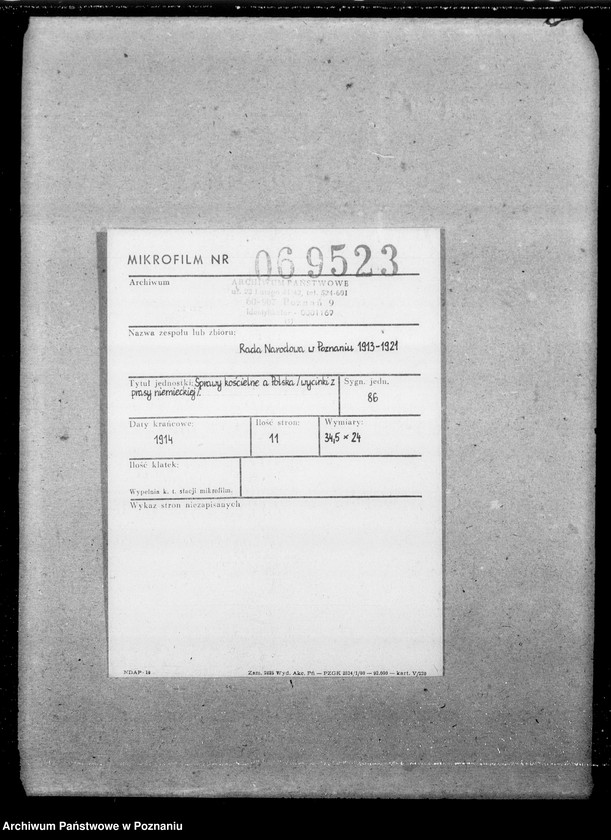 MIKROFILM NR 069523
Archiwum
ARCHIWUM PAŃSTWOWE
Poznań 9
Nazwa zespołu lub zbioru:
Rada Narodowa w Poznaniu 1913-1921
Tytuł jednostki: Sprawy kościelne a Polska /wycinki z
prasy niemieckiej/.
Sygn. jedn.
86
Daty krańcowe:
1914
Ilość stron:
11
Wymiary:
34,5 × 24
Ilość klatek:
Wypełnia k. t. stacji mikrofilm.
Wykaz stron niezapisanych
NDAP-14
Archiwum Państwowe w Poznaniu